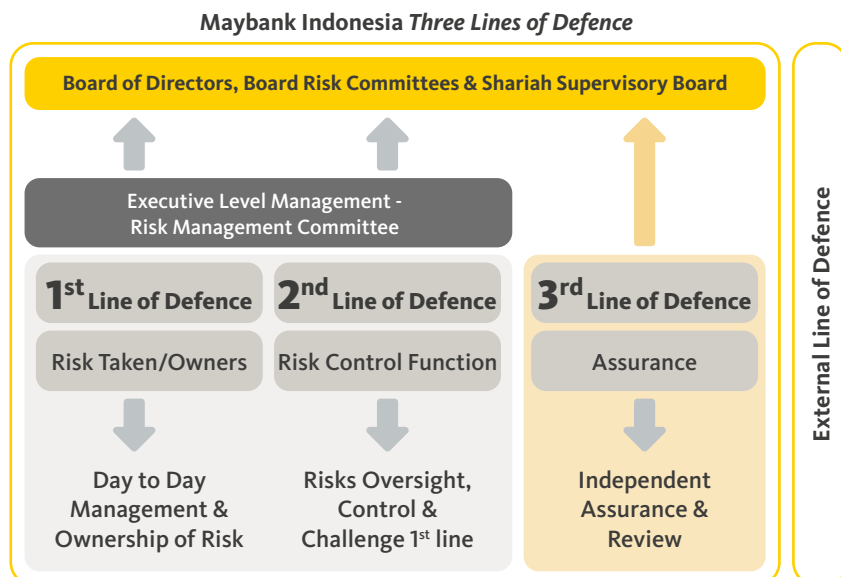 Maybank Indonesia Three Lines of Defence
Board of Directors, Board Risk Committees & Shariah Supervisory Board
Executive Level Management -
Risk Management Committee
1st Line of Defence
Risk Taken/Owners
Day to Day
Management &
Ownership of Risk
2nd Line of Defence
Risk Control Function
Risks Oversight,
Control &
Challenge 1st line
3rd Line of Defence
Assurance
Independent
Assurance &
Review
External Line of Defence